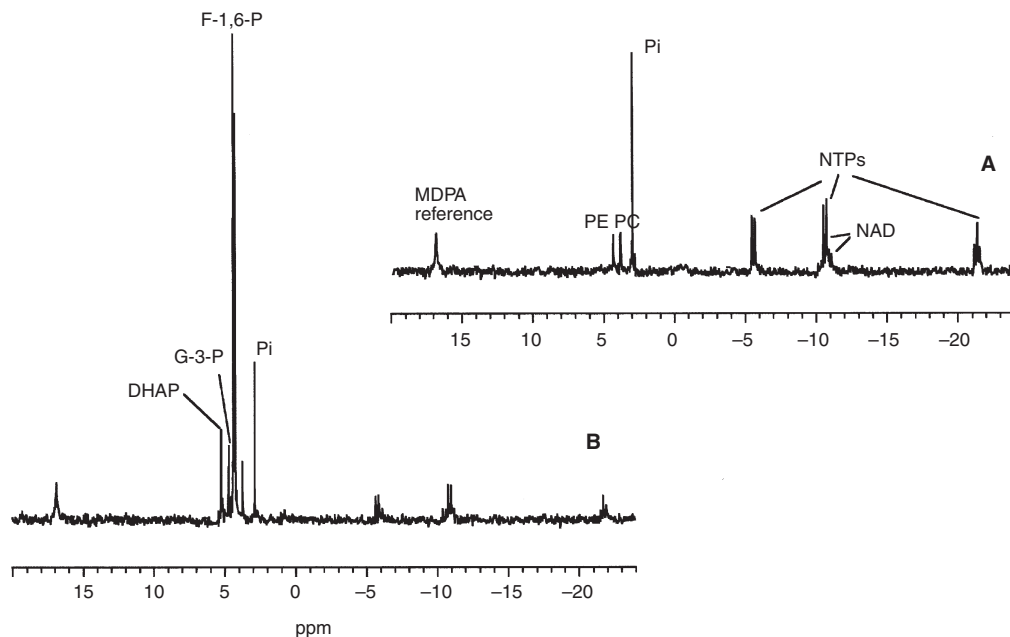 F-1,6-P
Pi
A
NTPs
MDPA
reference
PE PC
NAD
15 10 5 0 –5 –10 –15 –20
G-3-P
Pi
DHAP
B
15 10 5 0 –5 –10 –15 –20
ppm